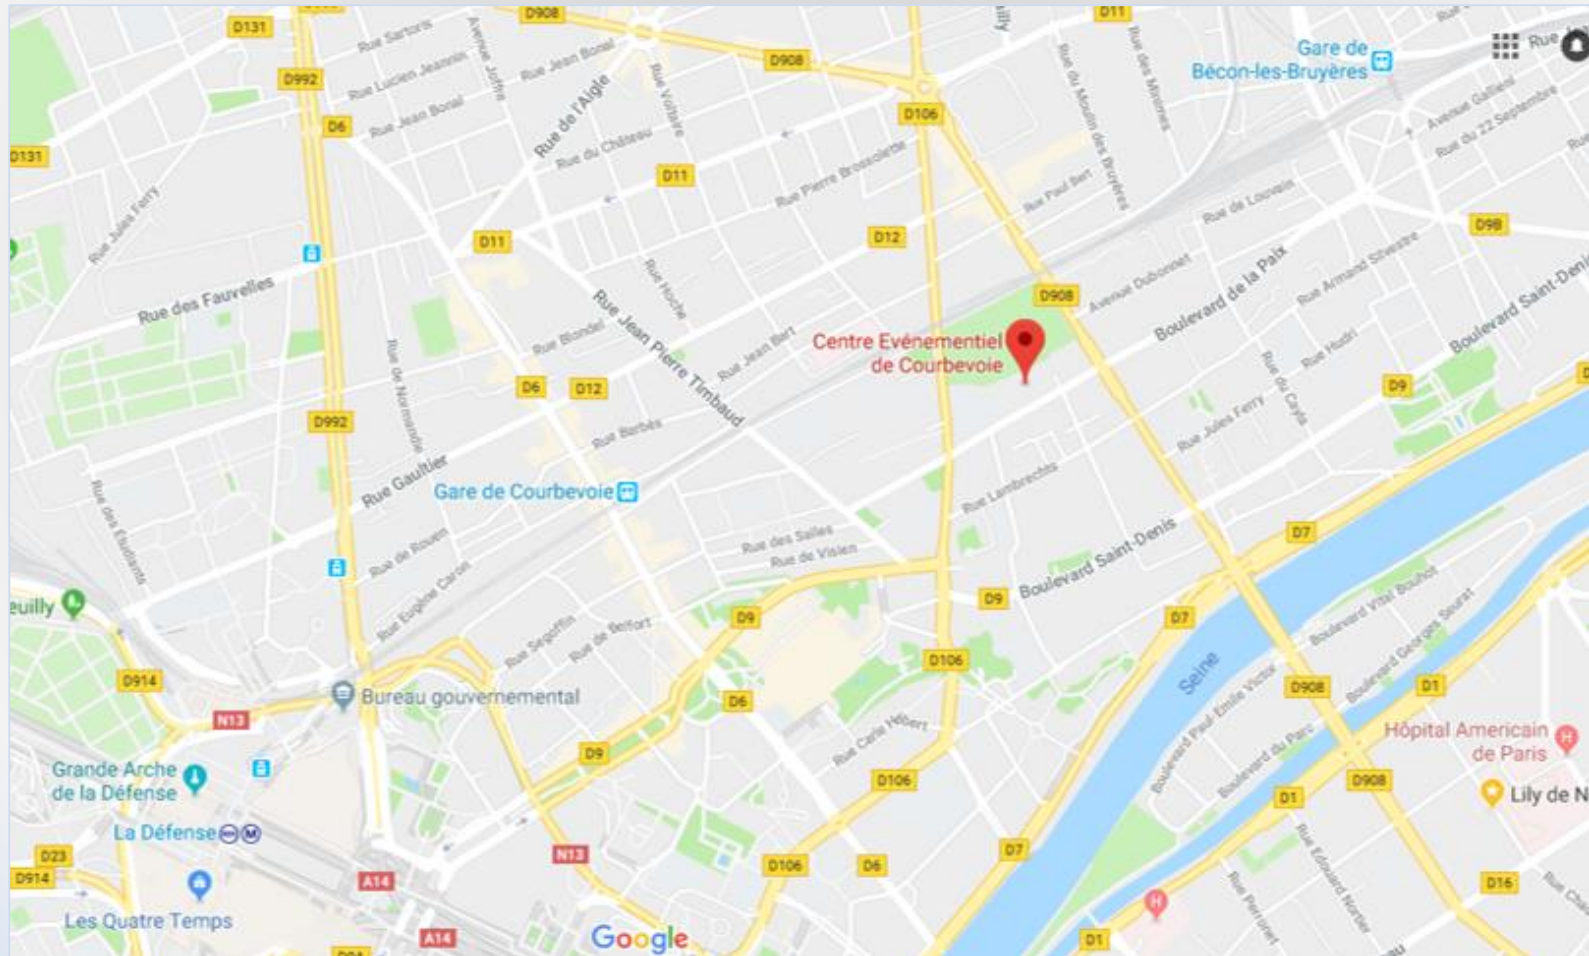 D131
D908
D11
Rue Sartoris
Avenue Joffre
Rue Jean Bonal
D908
Gare de
Bécon-les-Bruyères
D992
Rue Lucien Jeannin
Rue Voltaire
Rue du Moulin des Bruyères
Rue des Minimes
Avenue Gallieni
Rue du 22 Septembre
D6
Rue Jean Bonal
Rue de l'Aigle
D106
D131
Rue du Château
D11
Rue Pierre Brossolette
Rue Paul Bert
Rue de Louvain
Rue Jules Ferry
D11
D12
D9B
Rue des Fauvelles
Rue Hoche
D908
Avenue Dubonnet
Boulevard de la Paix
Rue Armand Silvestre
Boulevard Saint-Denis
Rue Blondel
Rue Jean Pierre Timbaud
Rue Jean Bert
Centre Evénementiel
de Courbevoie
Rue Hudri
Rue de Normandie
D6
D12
Rue du Cayla
D9
D992
Rue Barbès
Rue Jules Ferry
Rue Gaultier
Gare de Courbevoie
Rue Lambrechts
Rue des Etudiants
Rue de Rouen
Rue des Salles
Rue de Visien
Boulevard Saint-Denis
D7
euilly
Rue Eugène Caron
D9
D9
D7
Boulevard Vital Bouhot
Rue Segoffin
Rue de Belfort
Boulevard Georges Seurat
D914
D106
Seine
D908
D1
N13
Bureau gouvernemental
D6
Rue Carle Hébert
Boulevard Paul-Emile Victor
Boulevard du Parc
Hôpital Americain
de Paris
Grande Arche
de la Défense
D9
D106
D1
D908
Lily de N
La Défense
M
D23
D914
N13
D106
D6
D7
Rue Edouard Nortier
A14
Les Quatre Temps
Rue Perronet
D16
A14
Google
D1